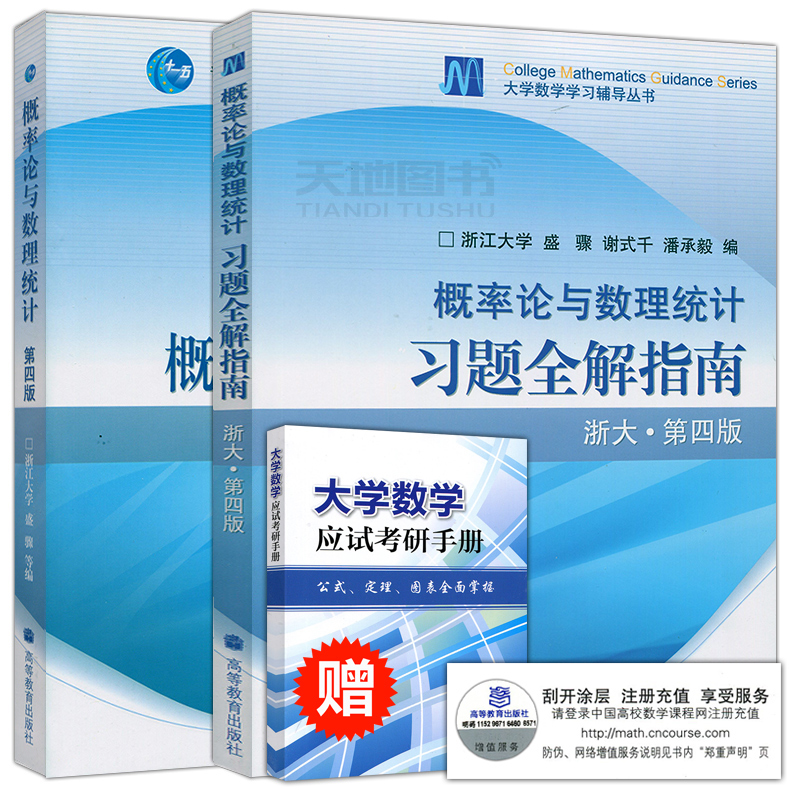 十一五
概率论与数理统计
第四版
□浙江大学 盛 骤 等编
高等教育出版社
概
概率论与数理统计
习题全解指南
浙大·第四版
高等教育出版社
College Mathematics Guidance Series
大学数学学习辅导丛书
天地图书
TIANDI TUSHU
□浙江大学 盛 骤 谢式千 潘承毅 编
概率论与数理统计
习题全解指南
浙大·第四版
大学数学
应试考研手册
大学数学
应试考研手册
公式、定理、图表全面掌握
赠
高等教育出版社
明码 1152 9671 6460 6571
增值服务
刮开涂层 注册充值 享受服务
请登录中国高校数学课程网注册充值
http://math.cncourse.com
防伪、网络增值服务说明见书内“郑重声明”页